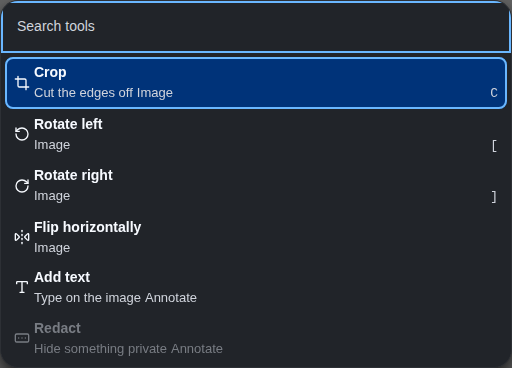 Search tools
Crop
Cut the edges off Image
C
Rotate left
Image
[
Rotate right
Image
]
Flip horizontally
Image
Add text
Type on the image Annotate
Redact
Hide something private Annotate